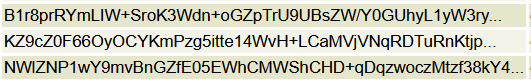 B1r8prRYmLIW+SroK3Wdn+oGZpTrU9UBsZW/Y0GUhyL1yW3ry...
KZ9cZ0F66OyOCYKmPzg5itte14WvH+LCaMVjVNqRDTuRnKtjp...
NWlZNP1wY9mvBnGZfE05EWhCMWShCHD+qDqzwoczMtzf38kY4...